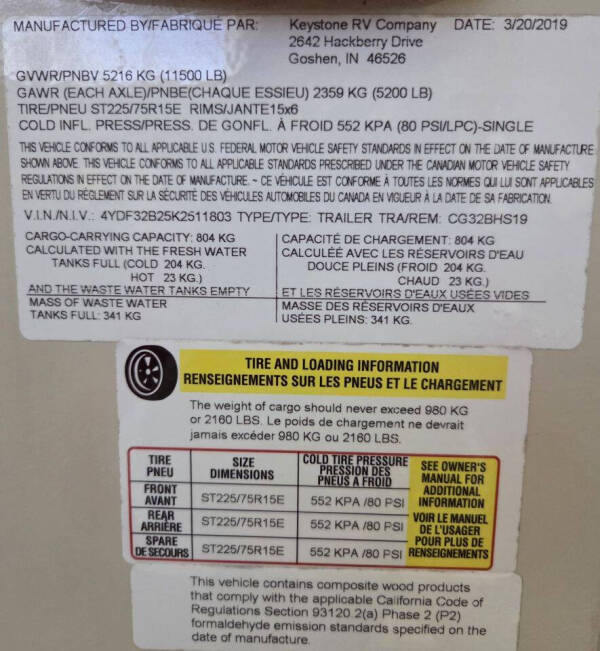 MANUFACTURED BY/FABRIQUÉ PAR: Keystone RV Company DATE: 3/20/2019
2642 Hackberry Drive
Goshen, IN 46526
GVWR/PNBV 5216 KG (11500 LB)
GAWR (EACH AXLE)/PNBE(CHAQUE ESSIEU) 2359 KG (5200 LB)
TIRE/PNEU ST225/75R15E RIMS/JANTE15x6
COLD INFL. PRESS/PRESS. DE GONFL. À FROID 552 KPA (80 PSI/LPC)-SINGLE
THIS VEHICLE CONFORMS TO ALL APPLICABLE U.S. FEDERAL MOTOR VEHICLE SAFETY STANDARDS IN EFFECT ON THE DATE OF MANUFACTURE
SHOWN ABOVE. THIS VEHICLE CONFORMS TO ALL APPLICABLE STANDARDS PRESCRIBED UNDER THE CANADIAN MOTOR VEHICLE SAFETY
REGULATIONS IN EFFECT ON THE DATE OF MANUFACTURE. ~ CE VÉHICULE EST CONFORME À TOUTES LES NORMES QUI LUI SONT APPLICABLES
EN VERTU DU RÈGLEMENT SUR LA SÉCURITÉ DES VÉHICULES AUTOMOBILES DU CANADA EN VIGUEUR À LA DATE DE SA FABRICATION.
V.I.N./N.I.V.: 4YDF32B25K2511803 TYPE/TYPE: TRAILER TRA/REM: CG32BHS19
CARGO-CARRYING CAPACITY: 804 KG
CALCULATED WITH THE FRESH WATER
TANKS FULL (COLD 204 KG.
HOT 23 KG.)
AND THE WASTE WATER TANKS EMPTY
MASS OF WASTE WATER
TANKS FULL: 341 KG
CAPACITÉ DE CHARGEMENT: 804 KG
CALCULÉE AVEC LES RÉSERVOIRS D'EAU
DOUCE PLEINS (FROID 204 KG.
CHAUD 23 KG.)
ET LES RÉSERVOIRS D'EAUX USÉES VIDES
MASSE DES RÉSERVOIRS D'EAUX
USÉES PLEINS: 341 KG.
TIRE AND LOADING INFORMATION
RENSEIGNEMENTS SUR LES PNEUS ET LE CHARGEMENT
The weight of cargo should never exceed 980 KG
or 2160 LBS. Le poids de chargement ne devrait
jamais excéder 980 KG ou 2160 LBS.
TIRE
PNEU
SIZE
DIMENSIONS
COLD TIRE PRESSURE
PRESSION DES
PNEUS A FROID
FRONT
AVANT
ST225/75R15E
552 KPA /80 PSI
REAR
ARRIÈRE
ST225/75R15E
552 KPA /80 PSI
SPARE
DE SECOURS
ST225/75R15E
552 KPA /80 PSI
SEE OWNER'S
MANUAL FOR
ADDITIONAL
INFORMATION
VOIR LE MANUEL
DE L'USAGER
POUR PLUS DE
RENSEIGNEMENTS
This vehicle contains composite wood products
that comply with the applicable California Code of
Regulations Section 93120.2(a) Phase 2 (P2)
formaldehyde emission standards specified on the
date of manufacture.